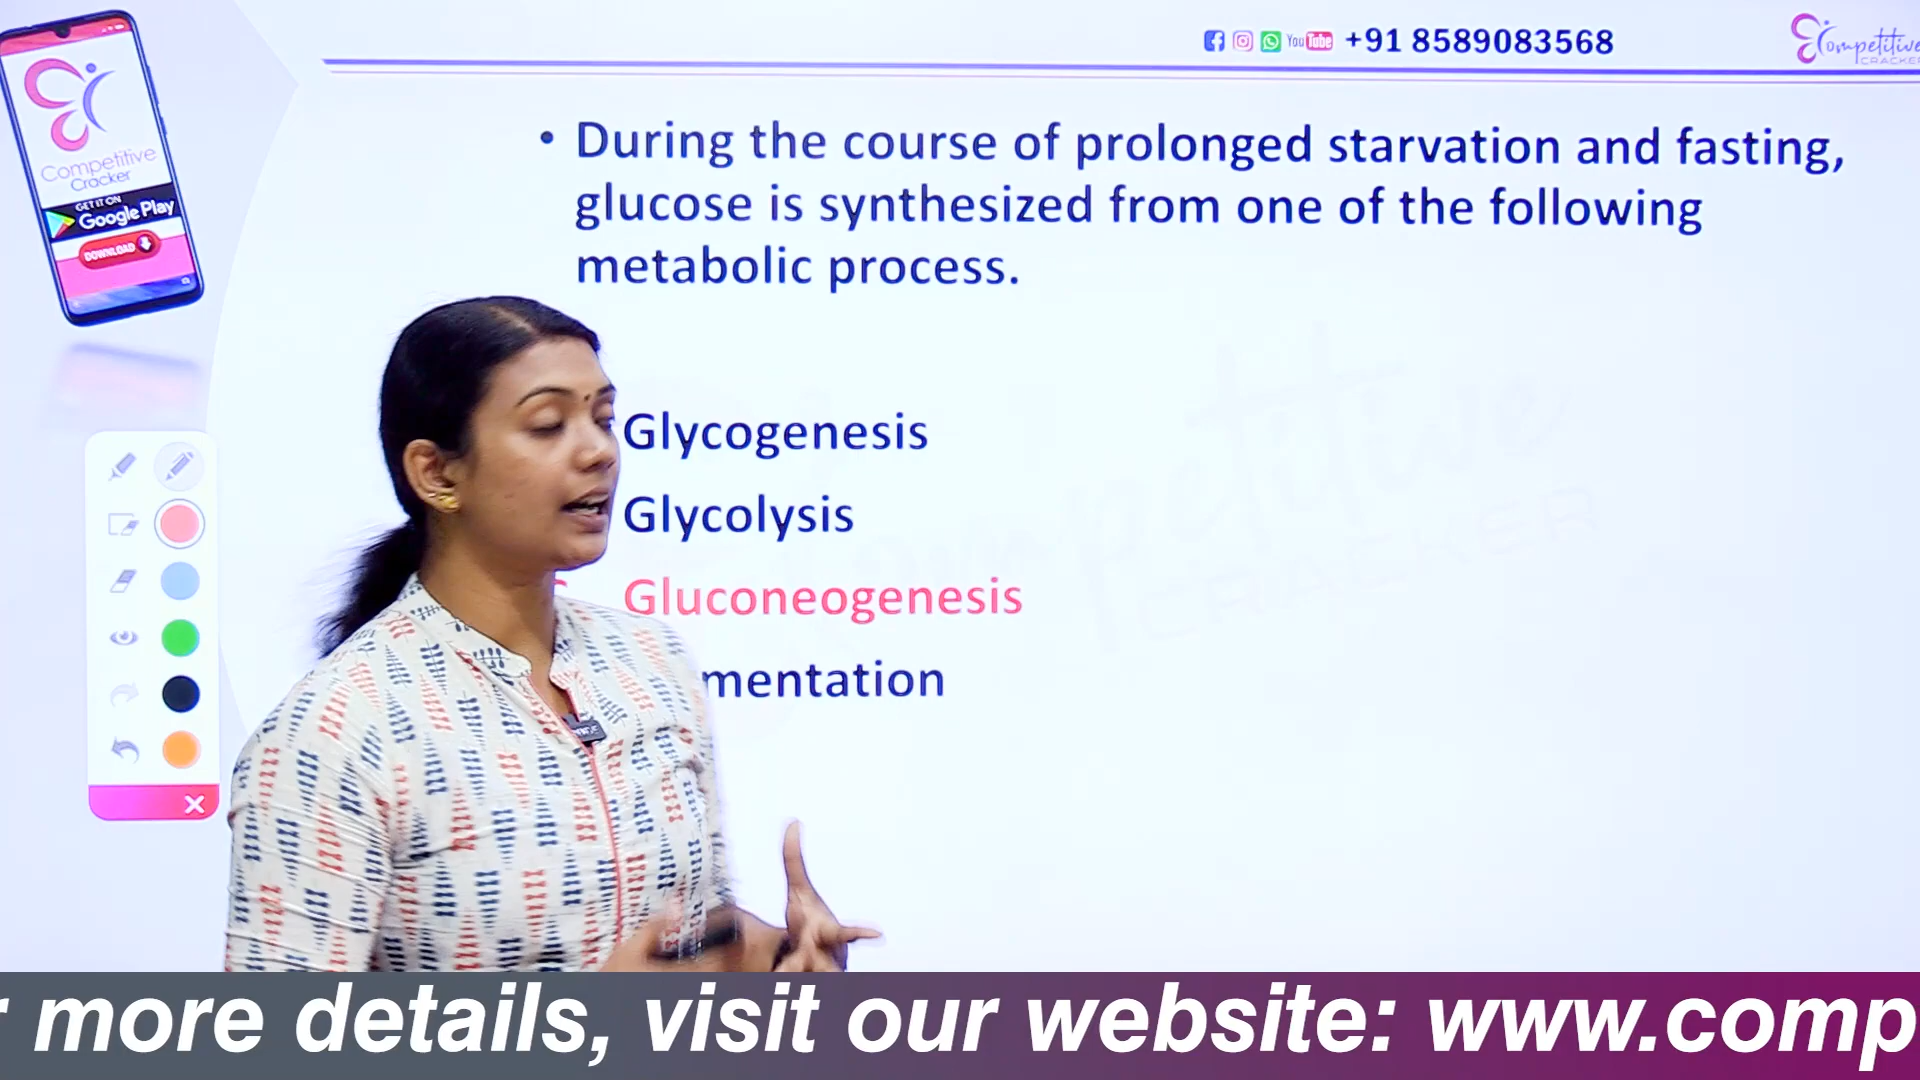 YouTube +91 8589083568
Competitive
CRACKER
Competitive
Cracker
GET IT ON
Google Play
DOWNLOAD
• During the course of prolonged starvation and fasting,
glucose is synthesized from one of the following
metabolic process.
Glycogenesis
Glycolysis
Gluconeogenesis
mentation
more details, visit our website: www.comp